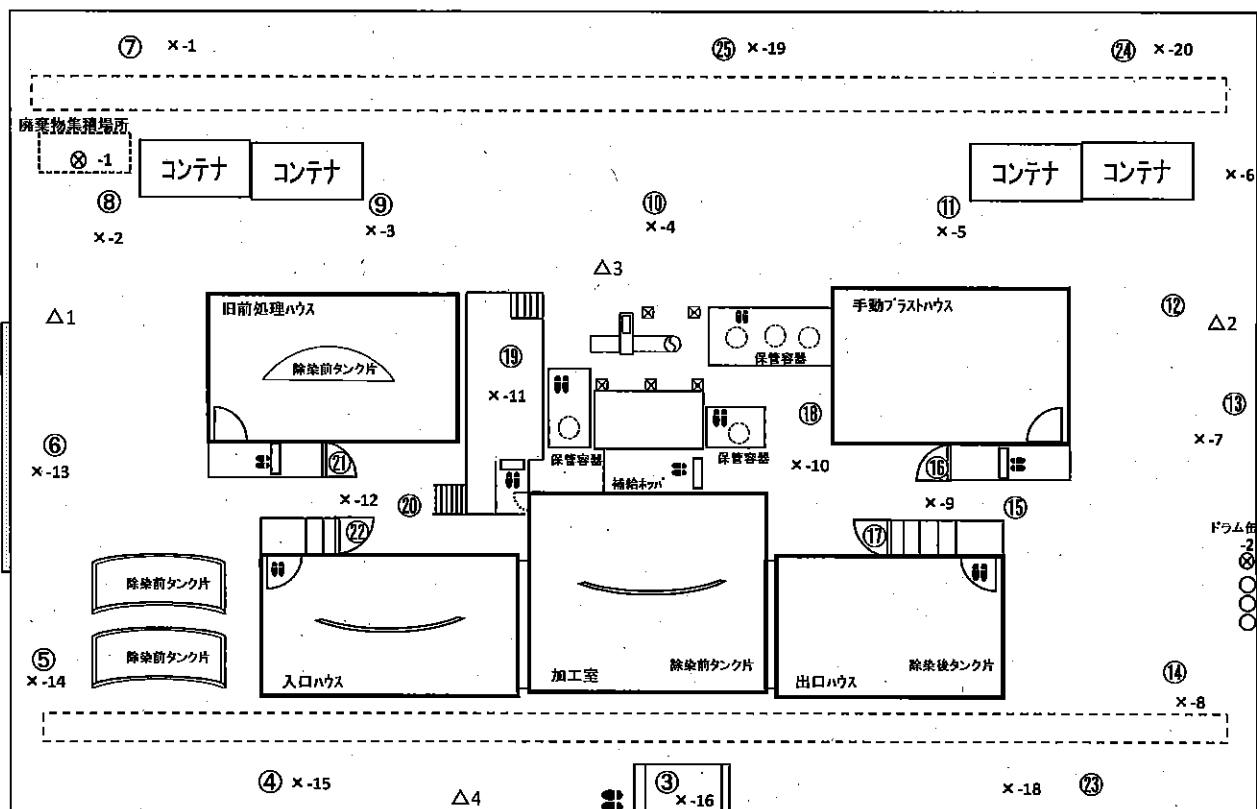 ⑦ ×-1 ㉕ ×-19 ㉔ ×-20
廃棄物集積場所
⊗ -1 コンテナ コンテナ コンテナ コンテナ ×-6
⑧ ⑨ ⑩ ⑪
×-2 ×-3 ×-4 ×-5
△3
△1 旧前処理ハウス 手動ブラストハウス ⑫ △2
保管容器
⑲ 除染前タンク片
×-11 ⑱ ⑬
⑥ ×-7
×-13 ㉑ 保管容器 保管容器 ×-10 ⑯
補給ホッパ
×-12 ⑳ ×-9 ⑮
㉒ ⑰ ドラム缶
-2
⊗
除染前タンク片
除染前タンク片
⑤ 除染前タンク片 除染後タンク片 ⑭
×-14 入口ハウス 加工室 出口ハウス ×-8
④ ×-15 △4 ③ ×-16 ×-18 ㉓